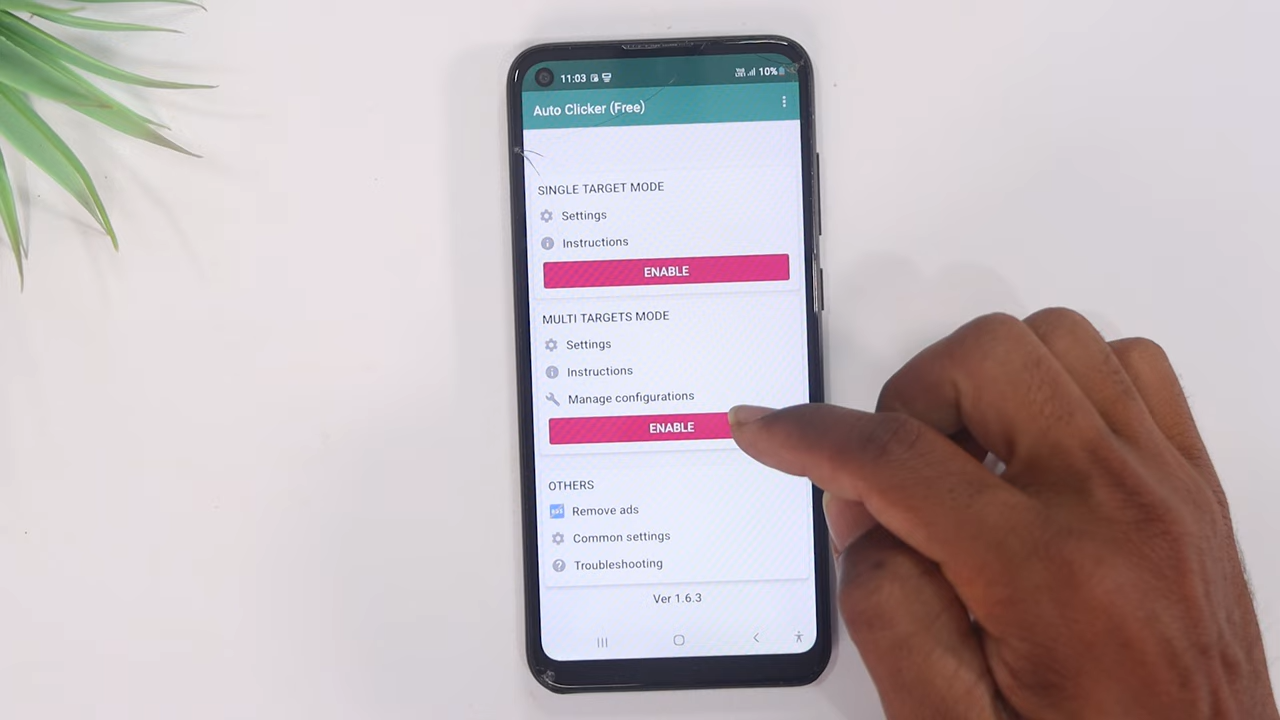 11:03
10%
Auto Clicker (Free)
SINGLE TARGET MODE
Settings
Instructions
ENABLE
MULTI TARGETS MODE
Settings
Instructions
Manage configurations
ENABLE
OTHERS
Remove ads
Common settings
Troubleshooting
Ver 1.6.3